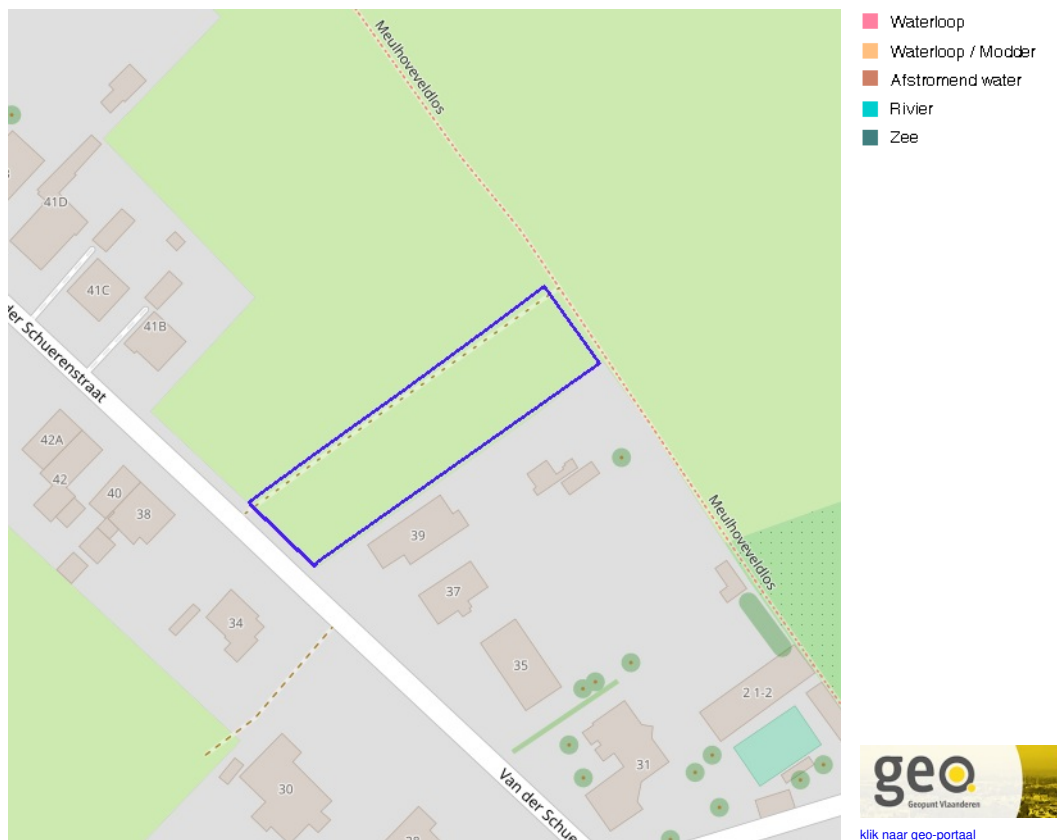 Meulhoveveldlos
41D
41C
41B
der Schuerenstraat
42A
42
40
38
39
37
34
35
Meulhoveveldlos
2 1-2
31
30
Van der Schue
Waterloop
Waterloop / Modder
Afstromend water
Rivier
Zee
geo
Geopunt Vlaanderen
klik naar geo-portaal